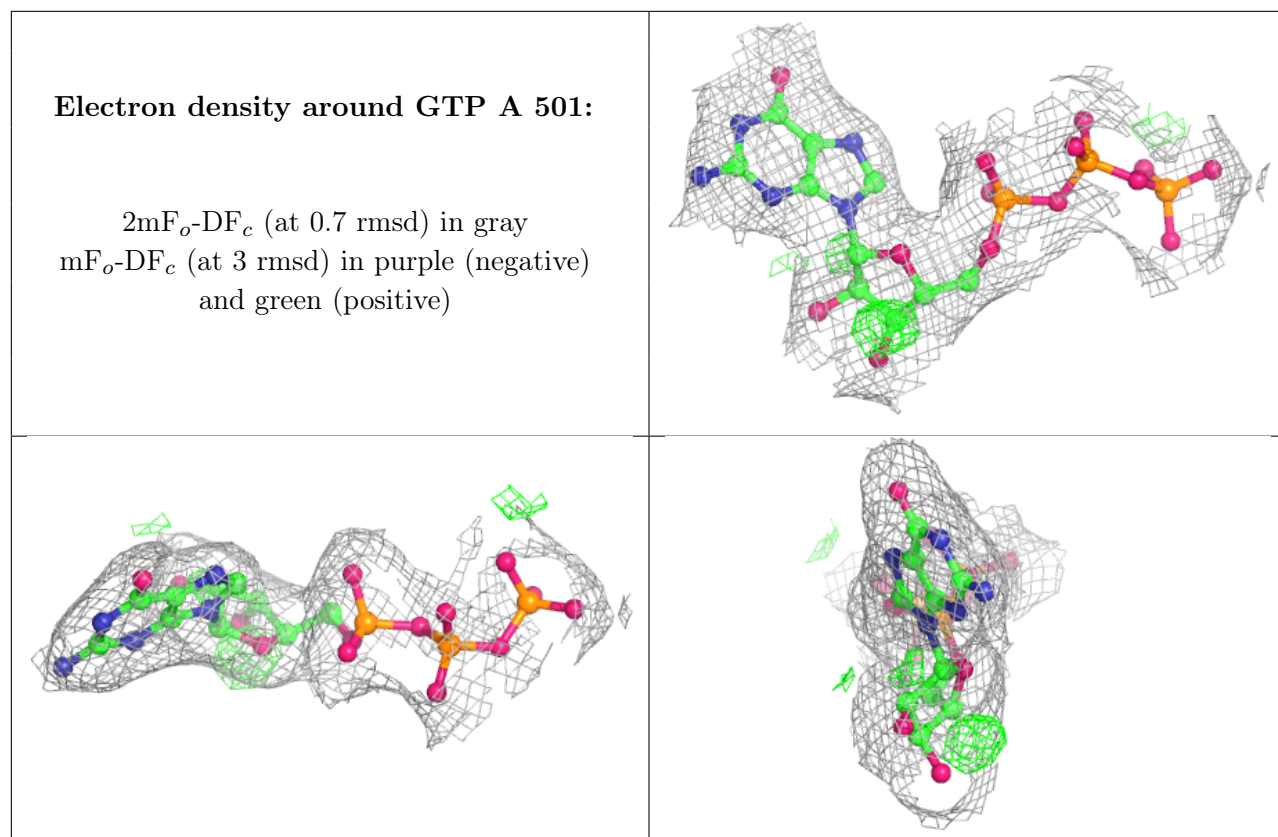 Electron density around GTP A 501:
2mFₒ-DF𝒸 (at 0.7 rmsd) in gray
mFₒ-DF𝒸 (at 3 rmsd) in purple (negative)
and green (positive)